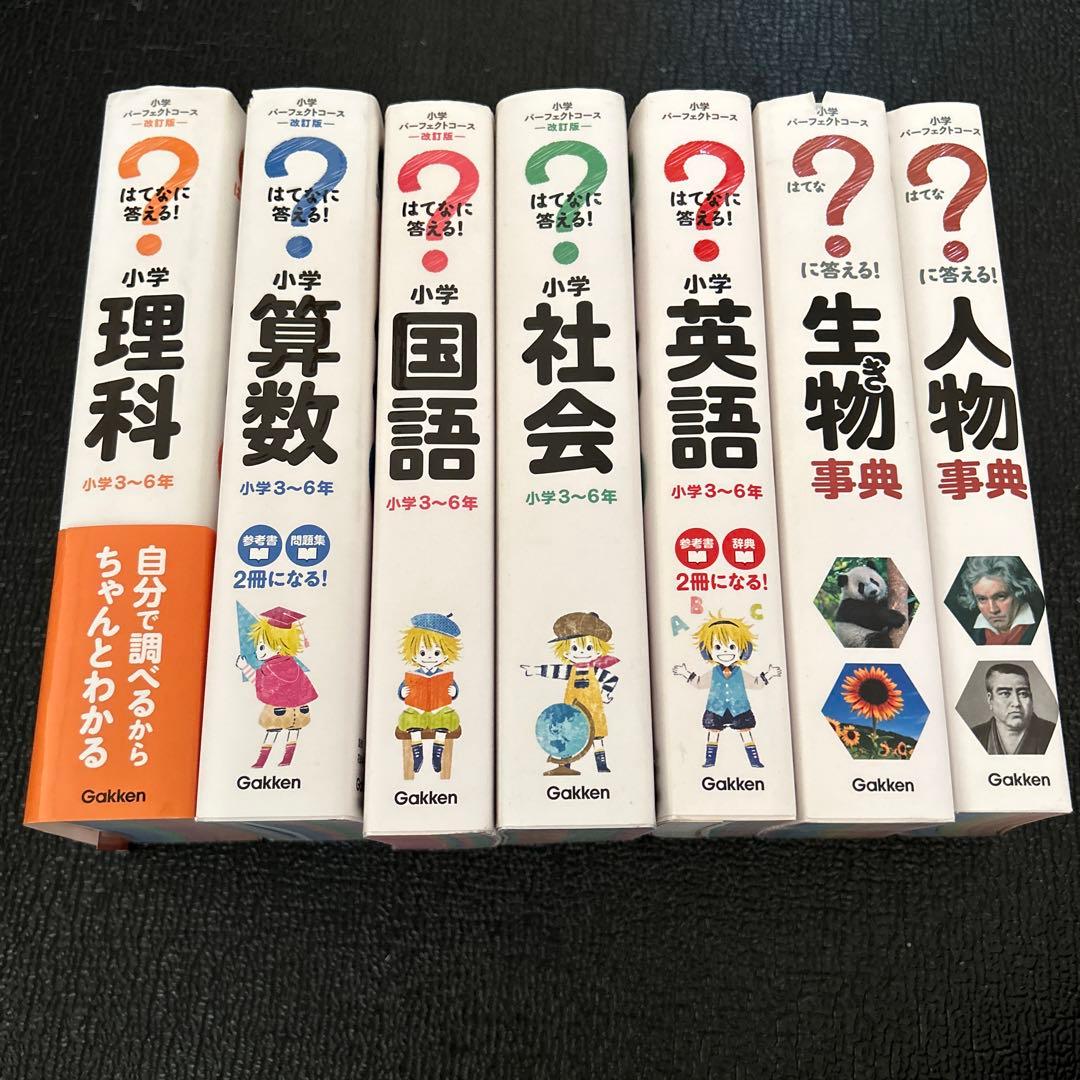 小学
パーフェクトコース
—改訂版—
?
はてなに
答える!
小学
理科
小学3〜6年
自分で調べるから
ちゃんとわかる
Gakken
小学
パーフェクトコース
—改訂版—
?
はてなに
答える!
小学
算数
小学3〜6年
参考書 問題集
2冊になる!
Gakken
小学
パーフェクトコース
—改訂版—
?
はてなに
答える!
小学
国語
小学3〜6年
Gakken
小学
パーフェクトコース
—改訂版—
?
はてなに
答える!
小学
社会
小学3〜6年
Gakken
小学
パーフェクトコース
?
はてなに
答える!
小学
英語
小学3〜6年
参考書 辞典
2冊になる!
A B C
Gakken
小学
パーフェクトコース
?
はてな
に答える!
生き物
事典
Gakken
小学
パーフェクトコース
?
はてな
に答える!
人物
事典
Gakken